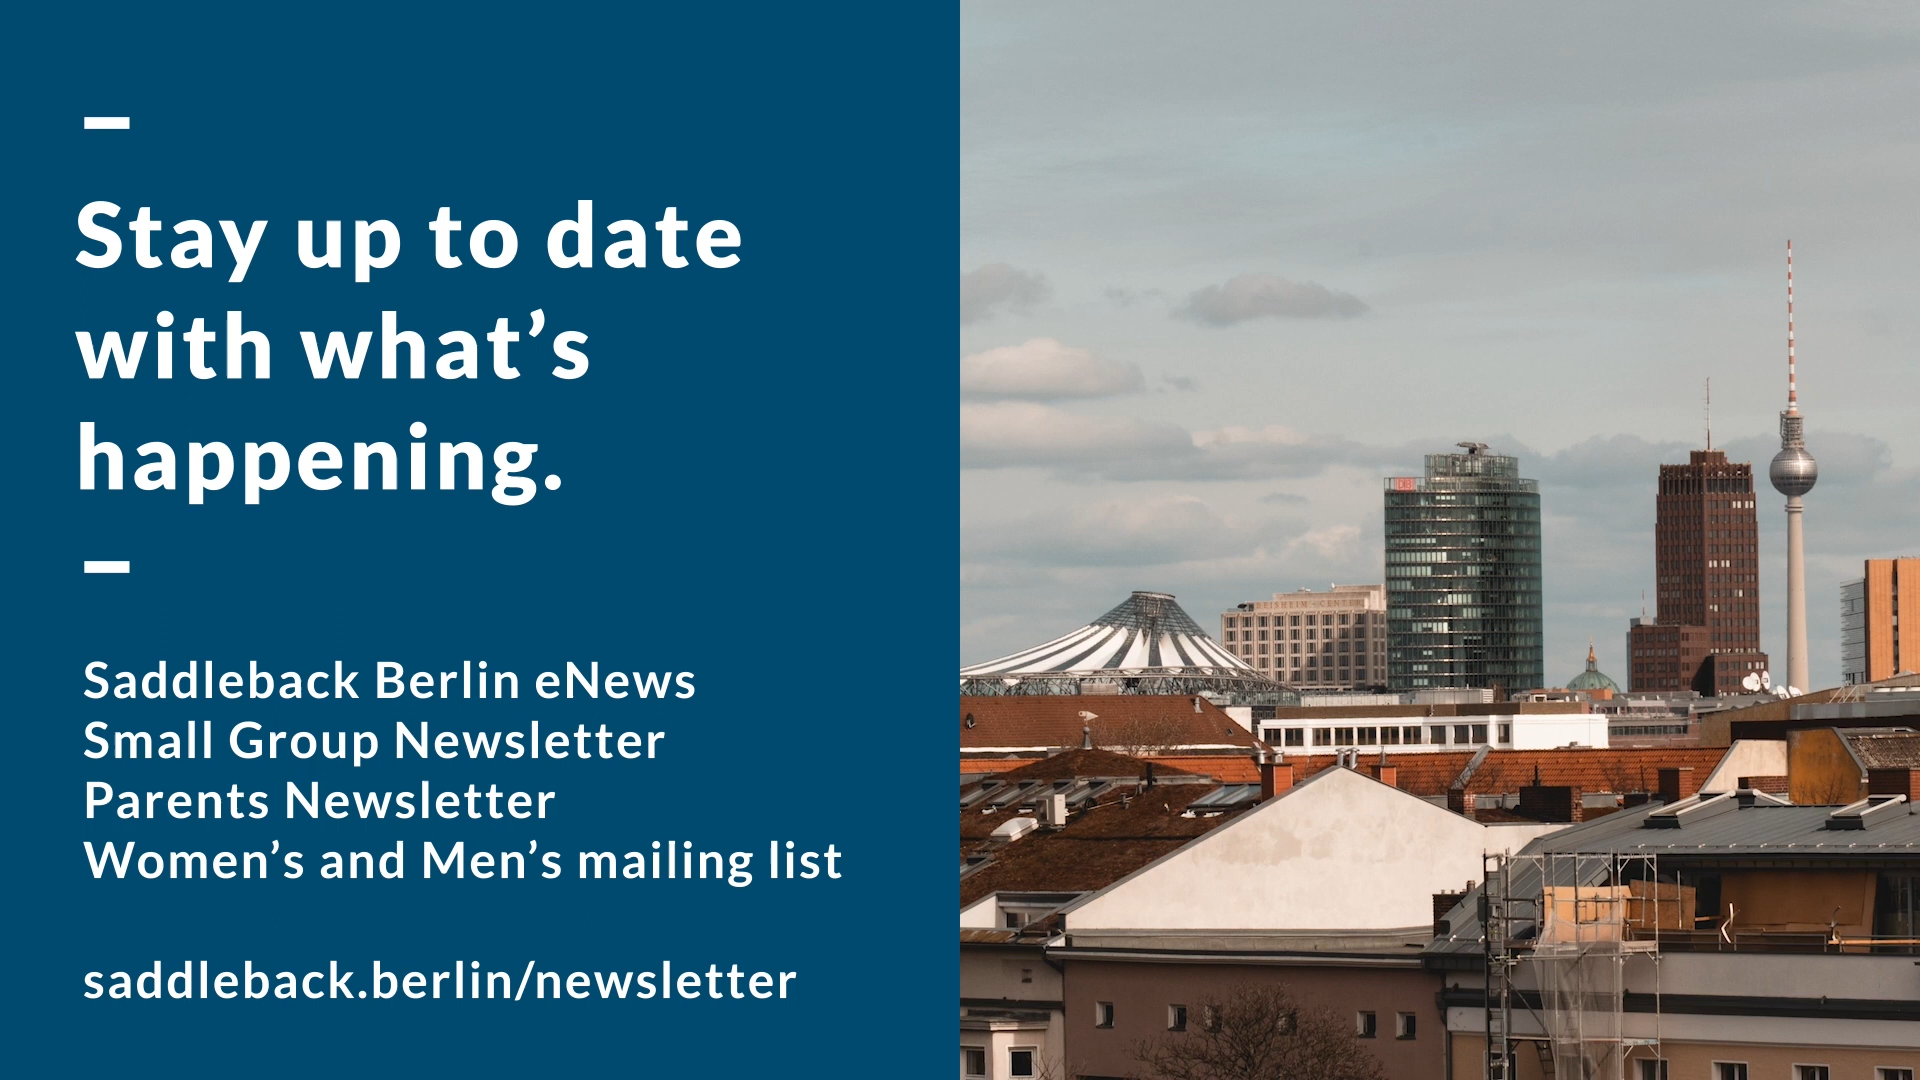 Stay up to date
with what’s
happening.
Saddleback Berlin eNews
Small Group Newsletter
Parents Newsletter
Women’s and Men’s mailing list
saddleback.berlin/newsletter
DB